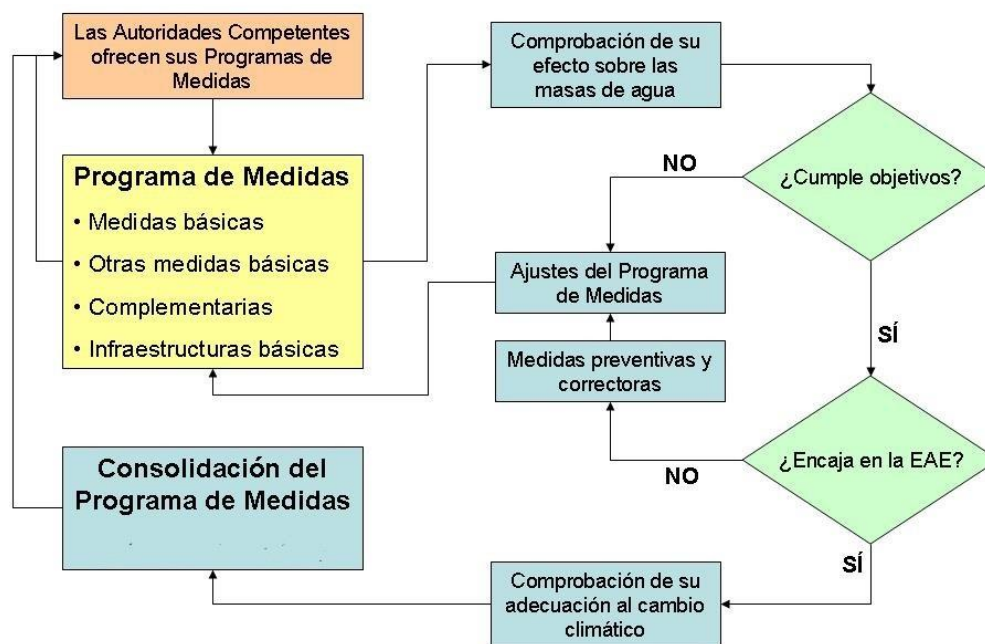 Las Autoridades Competentes
ofrecen sus Programas de
Medidas
Comprobación de su
efecto sobre las
masas de agua
Programa de Medidas
• Medidas básicas
• Otras medidas básicas
• Complementarias
• Infraestructuras básicas
NO
¿Cumple objetivos?
Ajustes del Programa
de Medidas
SÍ
Medidas preventivas y
correctoras
NO
¿Encaja en la EAE?
Consolidación del
Programa de Medidas
SÍ
Comprobación de su
adecuación al cambio
climático